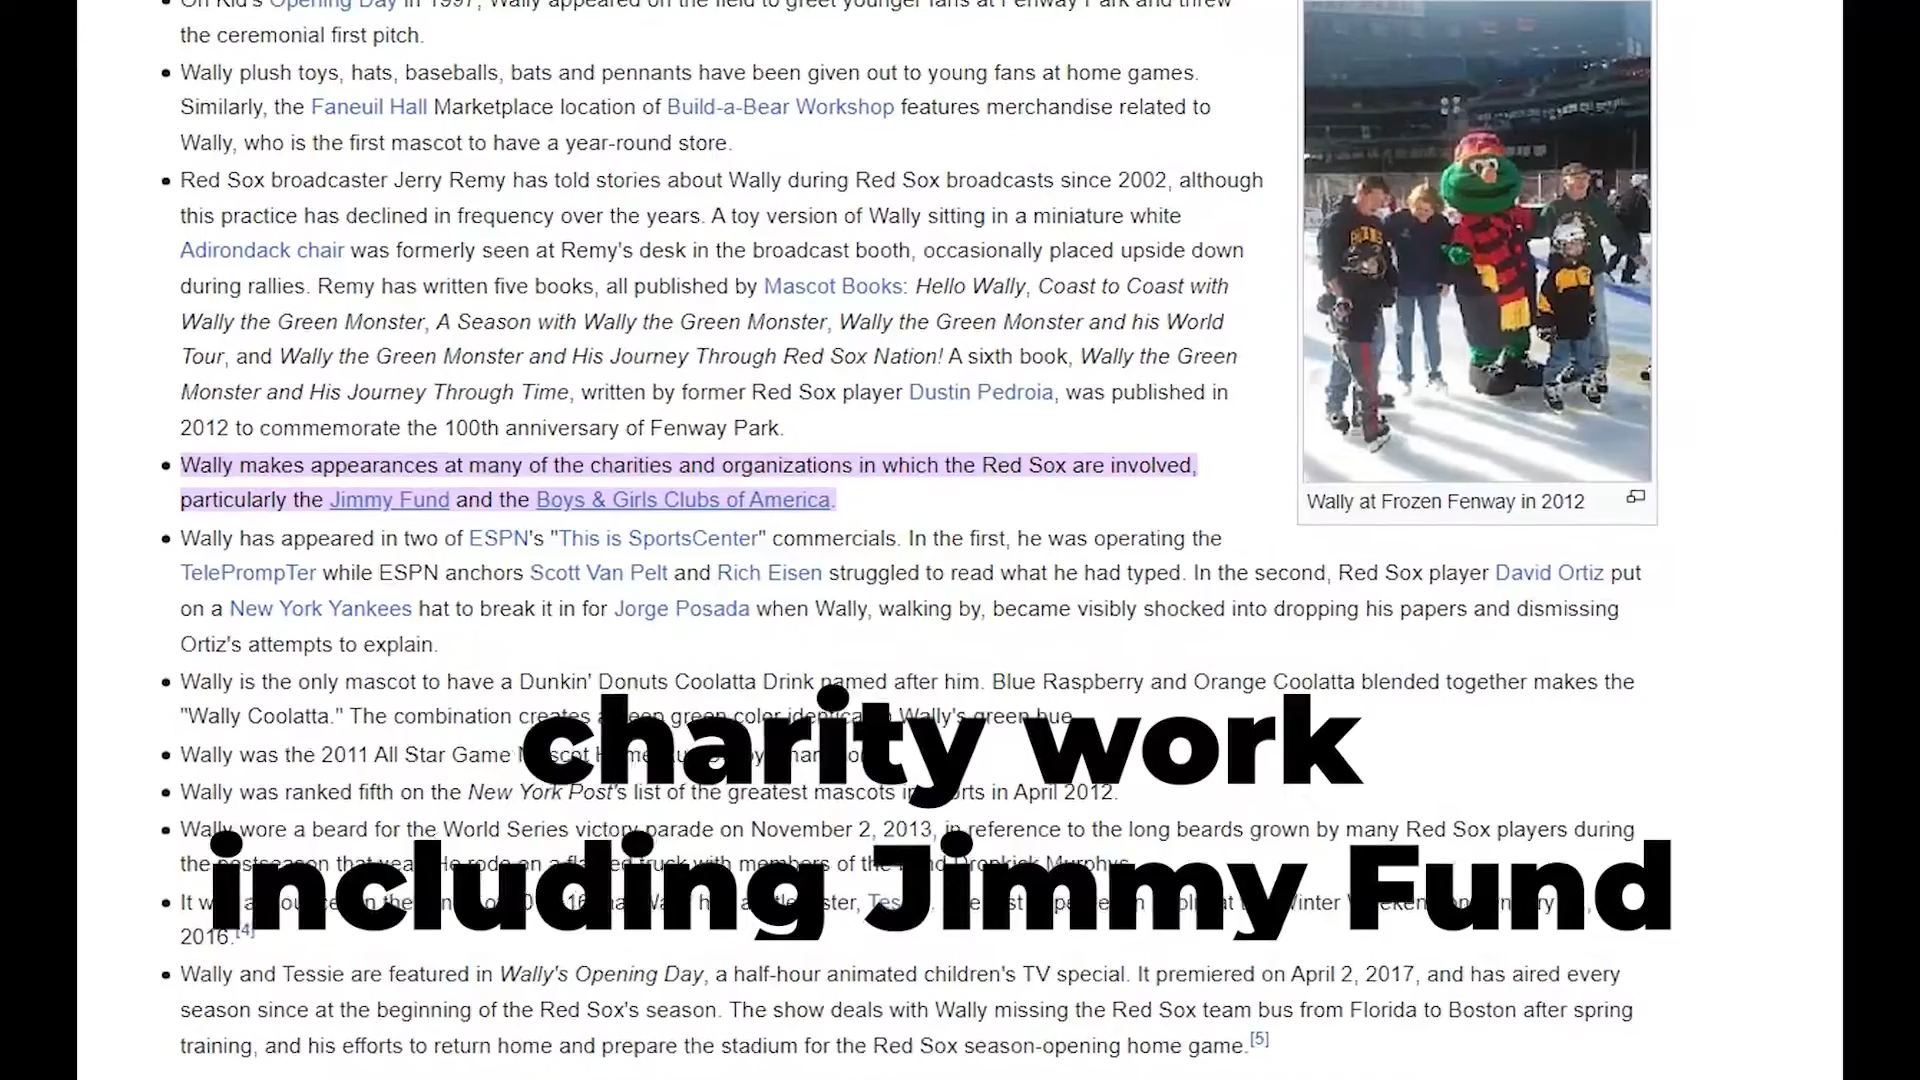 the ceremonial first pitch.
Wally plush toys, hats, baseballs, bats and pennants have been given out to young fans at home games.
Similarly, the Faneuil Hall Marketplace location of Build-a-Bear Workshop features merchandise related to
Wally, who is the first mascot to have a year-round store.
Red Sox broadcaster Jerry Remy has told stories about Wally during Red Sox broadcasts since 2002, although
this practice has declined in frequency over the years. A toy version of Wally sitting in a miniature white
Adirondack chair was formerly seen at Remy's desk in the broadcast booth, occasionally placed upside down
during rallies. Remy has written five books, all published by Mascot Books: Hello Wally, Coast to Coast with
Wally the Green Monster, A Season with Wally the Green Monster, Wally the Green Monster and his World
Tour, and Wally the Green Monster and His Journey Through Red Sox Nation! A sixth book, Wally the Green
Monster and His Journey Through Time, written by former Red Sox player Dustin Pedroia, was published in
2012 to commemorate the 100th anniversary of Fenway Park.
Wally makes appearances at many of the charities and organizations in which the Red Sox are involved,
particularly the Jimmy Fund and the Boys & Girls Clubs of America.
Wally at Frozen Fenway in 2012
Wally has appeared in two of ESPN's "This is SportsCenter" commercials. In the first, he was operating the
TelePrompTer while ESPN anchors Scott Van Pelt and Rich Eisen struggled to read what he had typed. In the second, Red Sox player David Ortiz put
on a New York Yankees hat to break it in for Jorge Posada when Wally, walking by, became visibly shocked into dropping his papers and dismissing
Ortiz's attempts to explain.
Wally is the only mascot to have a Dunkin' Donuts Coolatta Drink named after him. Blue Raspberry and Orange Coolatta blended together makes the
"Wally Coolatta." The combination creates green color Wally's green hue
Wally was the 2011 All Star Game
Wally was ranked fifth on the New York Post's list of the greatest mascots in April 2012.
Wally wore a beard for the World Series victory parade on November 2, 2013, in reference to the long beards grown by many Red Sox players during
the postseason that He rode on a truck with members of the
2016.[4]
charity work
including Jimmy Fund
Wally and Tessie are featured in Wally's Opening Day, a half-hour animated children's TV special. It premiered on April 2, 2017, and has aired every
season since at the beginning of the Red Sox's season. The show deals with Wally missing the Red Sox team bus from Florida to Boston after spring
training, and his efforts to return home and prepare the stadium for the Red Sox season-opening home game.[5]